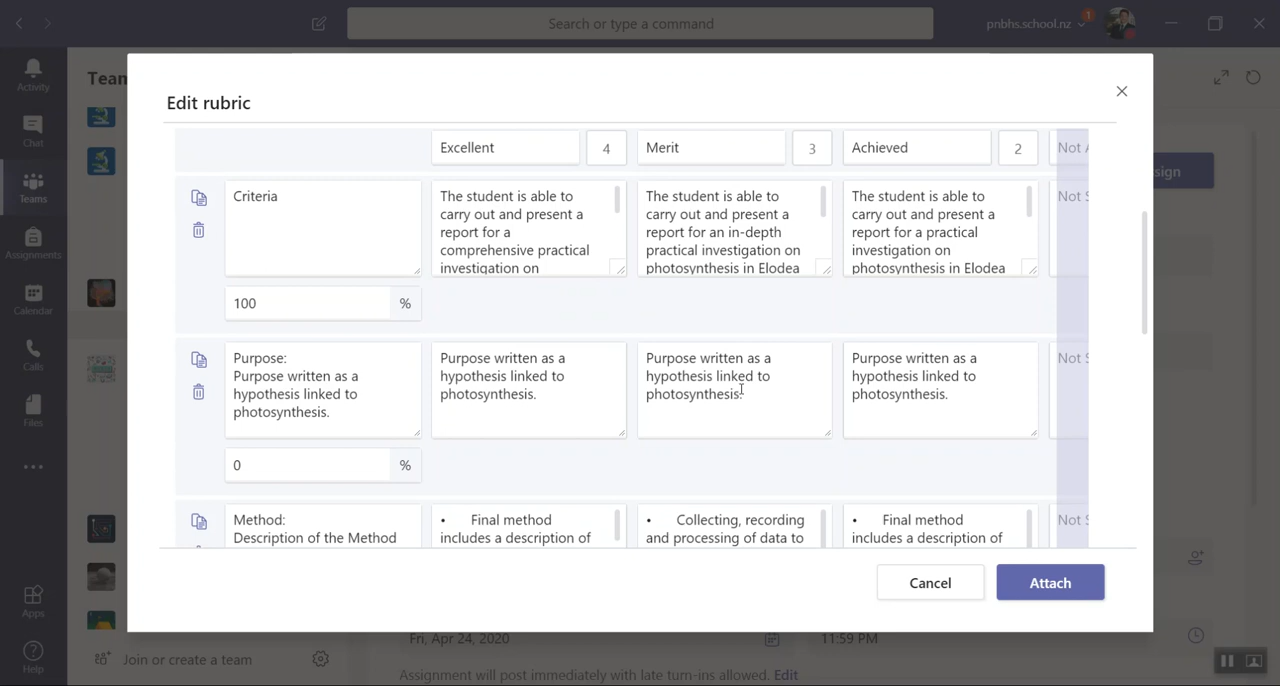 Search or type a command
pnbhs.school.nz
1
Activity
Chat
Teams
Assignments
Calendar
Calls
Files
Apps
Help
Team
sign
Edit rubric
Excellent 4 Merit 3 Achieved 2 Not A
Criteria
The student is able to
carry out and present a
report for a
comprehensive practical
investigation on
The student is able to
carry out and present a
report for an in-depth
practical investigation on
photosynthesis in Elodea
The student is able to
carry out and present a
report for a practical
investigation on
photosynthesis in Elodea
Not S
100 %
Purpose:
Purpose written as a
hypothesis linked to
photosynthesis.
Purpose written as a
hypothesis linked to
photosynthesis.
Purpose written as a
hypothesis linked to
photosynthesis.
Purpose written as a
hypothesis linked to
photosynthesis.
Not S
0 %
Method:
Description of the Method
• Final method
includes a description of
• Collecting, recording
and processing of data to
• Final method
includes a description of
Not S
Cancel
Attach
Fri, Apr 24, 2020
11:59 PM
Join or create a team
Assignment will post immediately with late turn-ins allowed. Edit